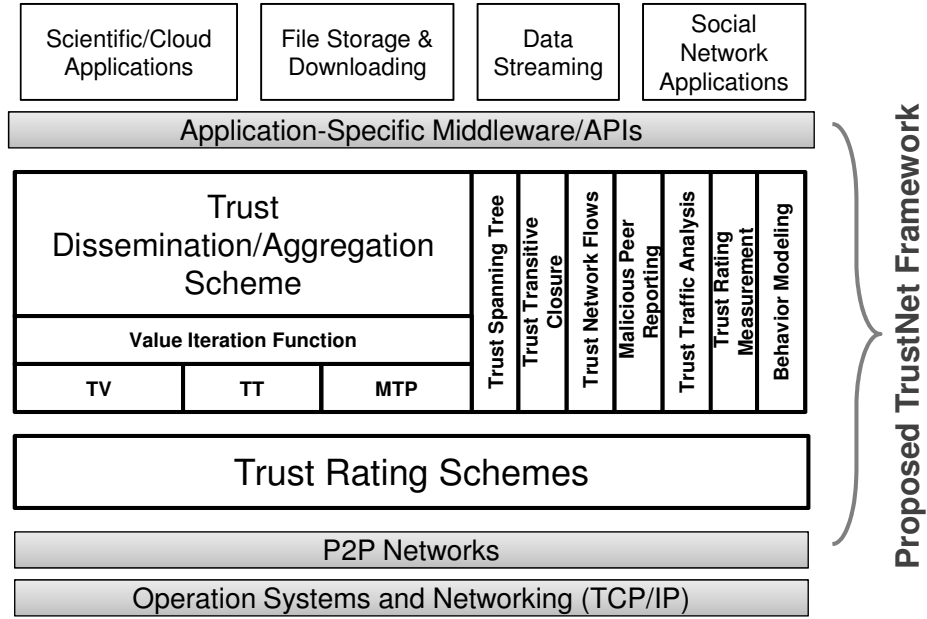 Scientific/Cloud
Applications
File Storage &
Downloading
Data
Streaming
Social
Network
Applications
Application-Specific Middleware/APIs
Trust
Dissemination/Aggregation
Scheme
Value Iteration Function
TV
TT
MTP
Trust Spanning Tree
Trust Transitive
Closure
Trust Network Flows
Malicious Peer
Reporting
Trust Traffic Analysis
Trust Rating
Measurement
Behavior Modeling
Trust Rating Schemes
P2P Networks
Operation Systems and Networking (TCP/IP)
Proposed TrustNet Framework